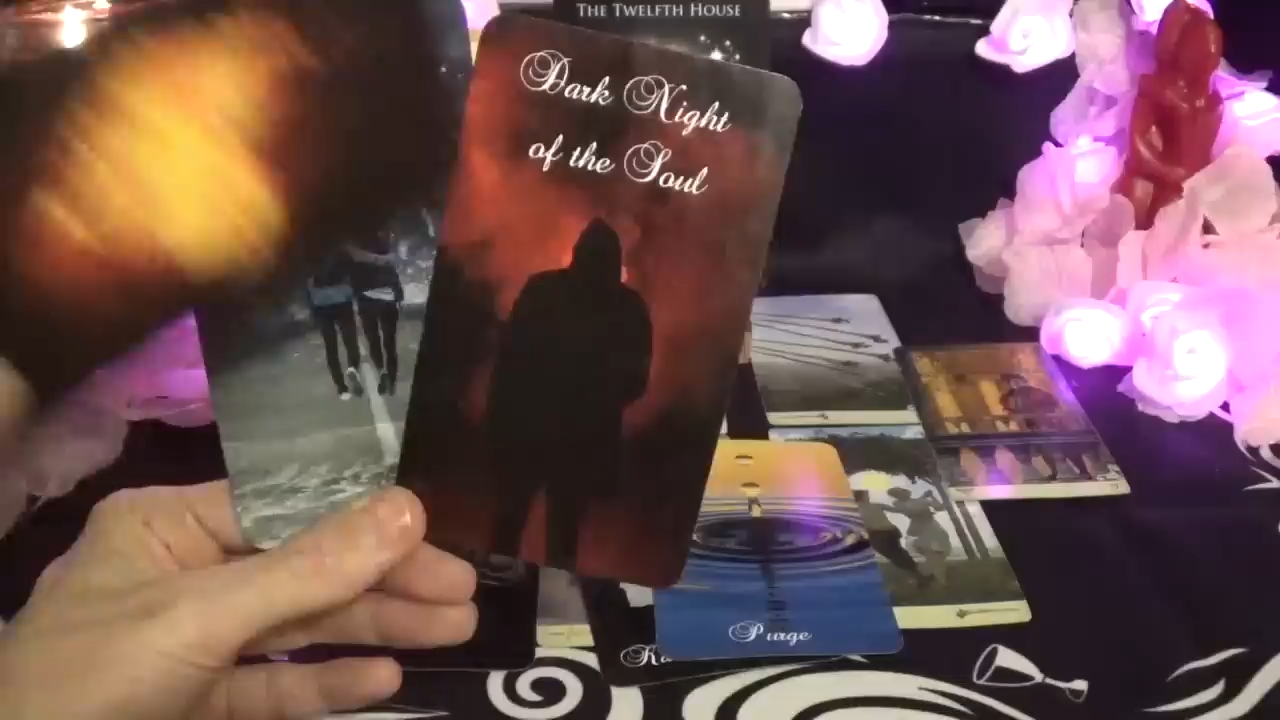 The Twelfth House
Dark Night
of the Soul
Purge